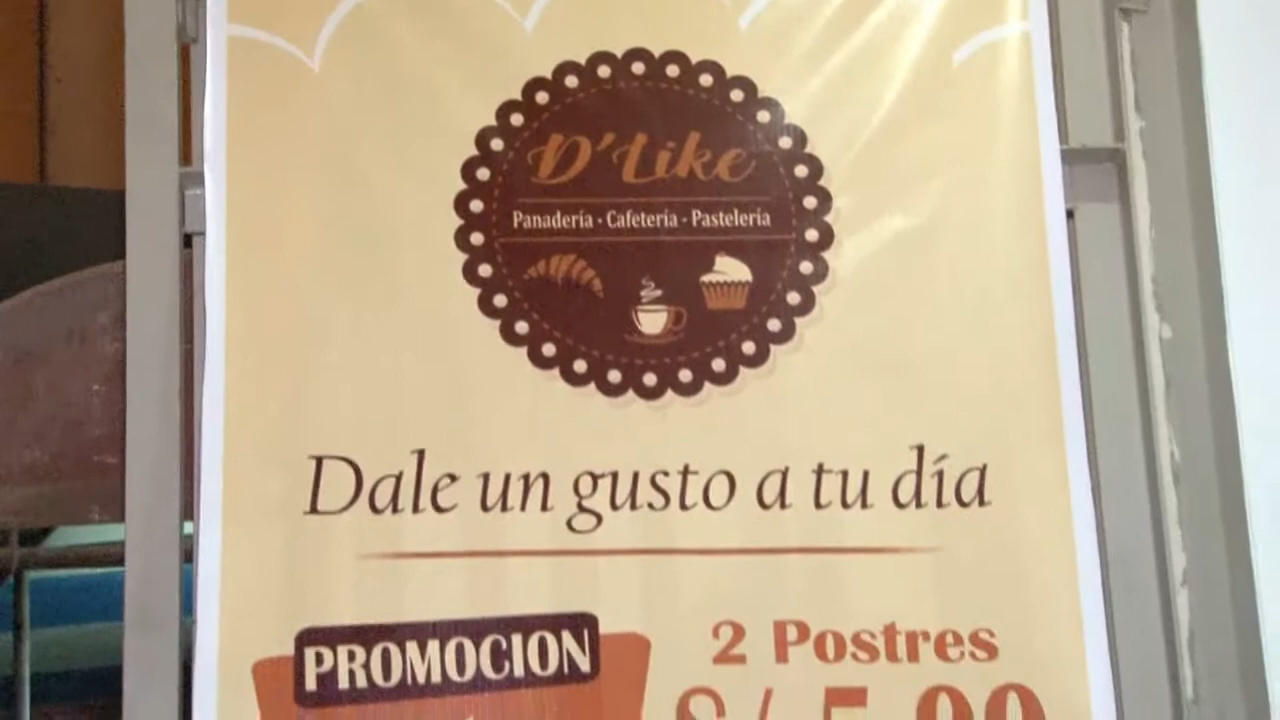 D'Like
Panadería - Cafetería - Pastelería
Dale un gusto a tu día
PROMOCION
2 Postres